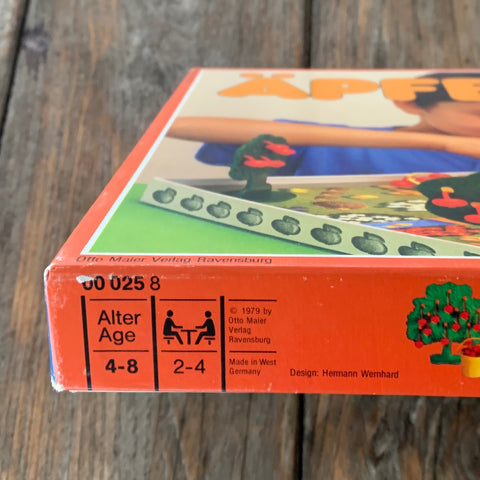 ÄPFE
Otto Maier Verlag Ravensburg
00 025 8
Alter
Age
4-8
2-4
© 1979 by
Otto Maier
Verlag
Ravensburg
Made in West
Germany
Design: Hermann Wernhard